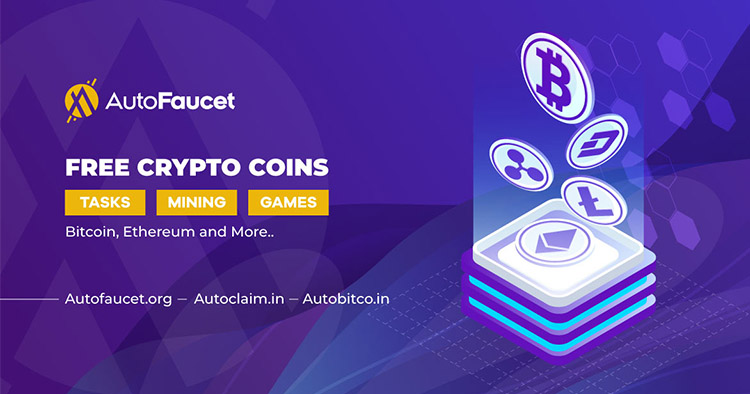 AutoFaucet
FREE CRYPTO COINS
TASKS MINING GAMES
Bitcoin, Ethereum and More..
Autofaucet.org — Autoclaim.in — Autobitco.in